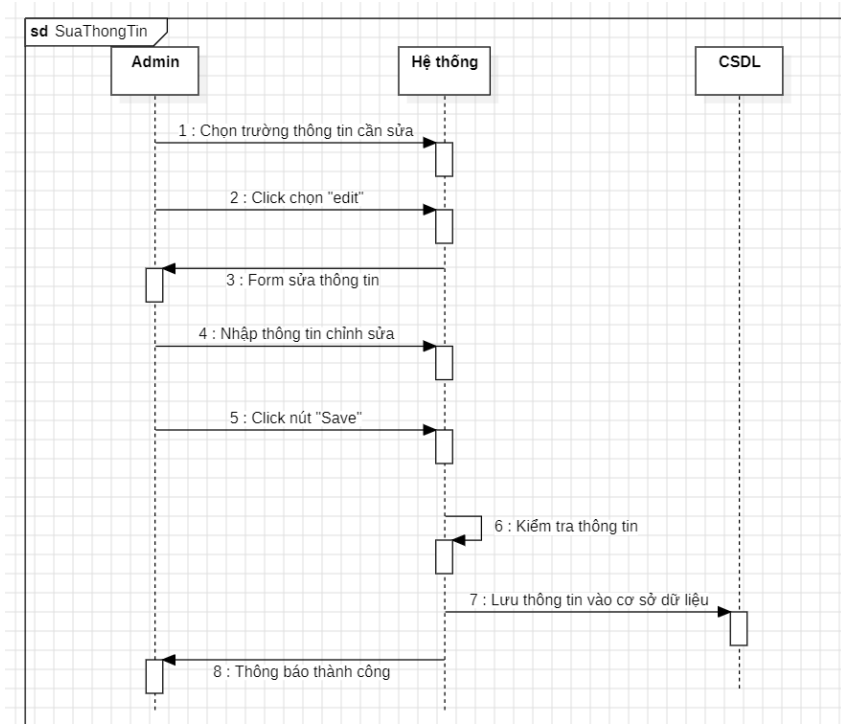 sd SuaThongTin
Admin
Hệ thống
CSDL
1 : Chọn trường thông tin cần sửa
2 : Click chọn "edit"
3 : Form sửa thông tin
4 : Nhập thông tin chỉnh sửa
5 : Click nút "Save"
6 : Kiểm tra thông tin
7 : Lưu thông tin vào cơ sở dữ liệu
8 : Thông báo thành công